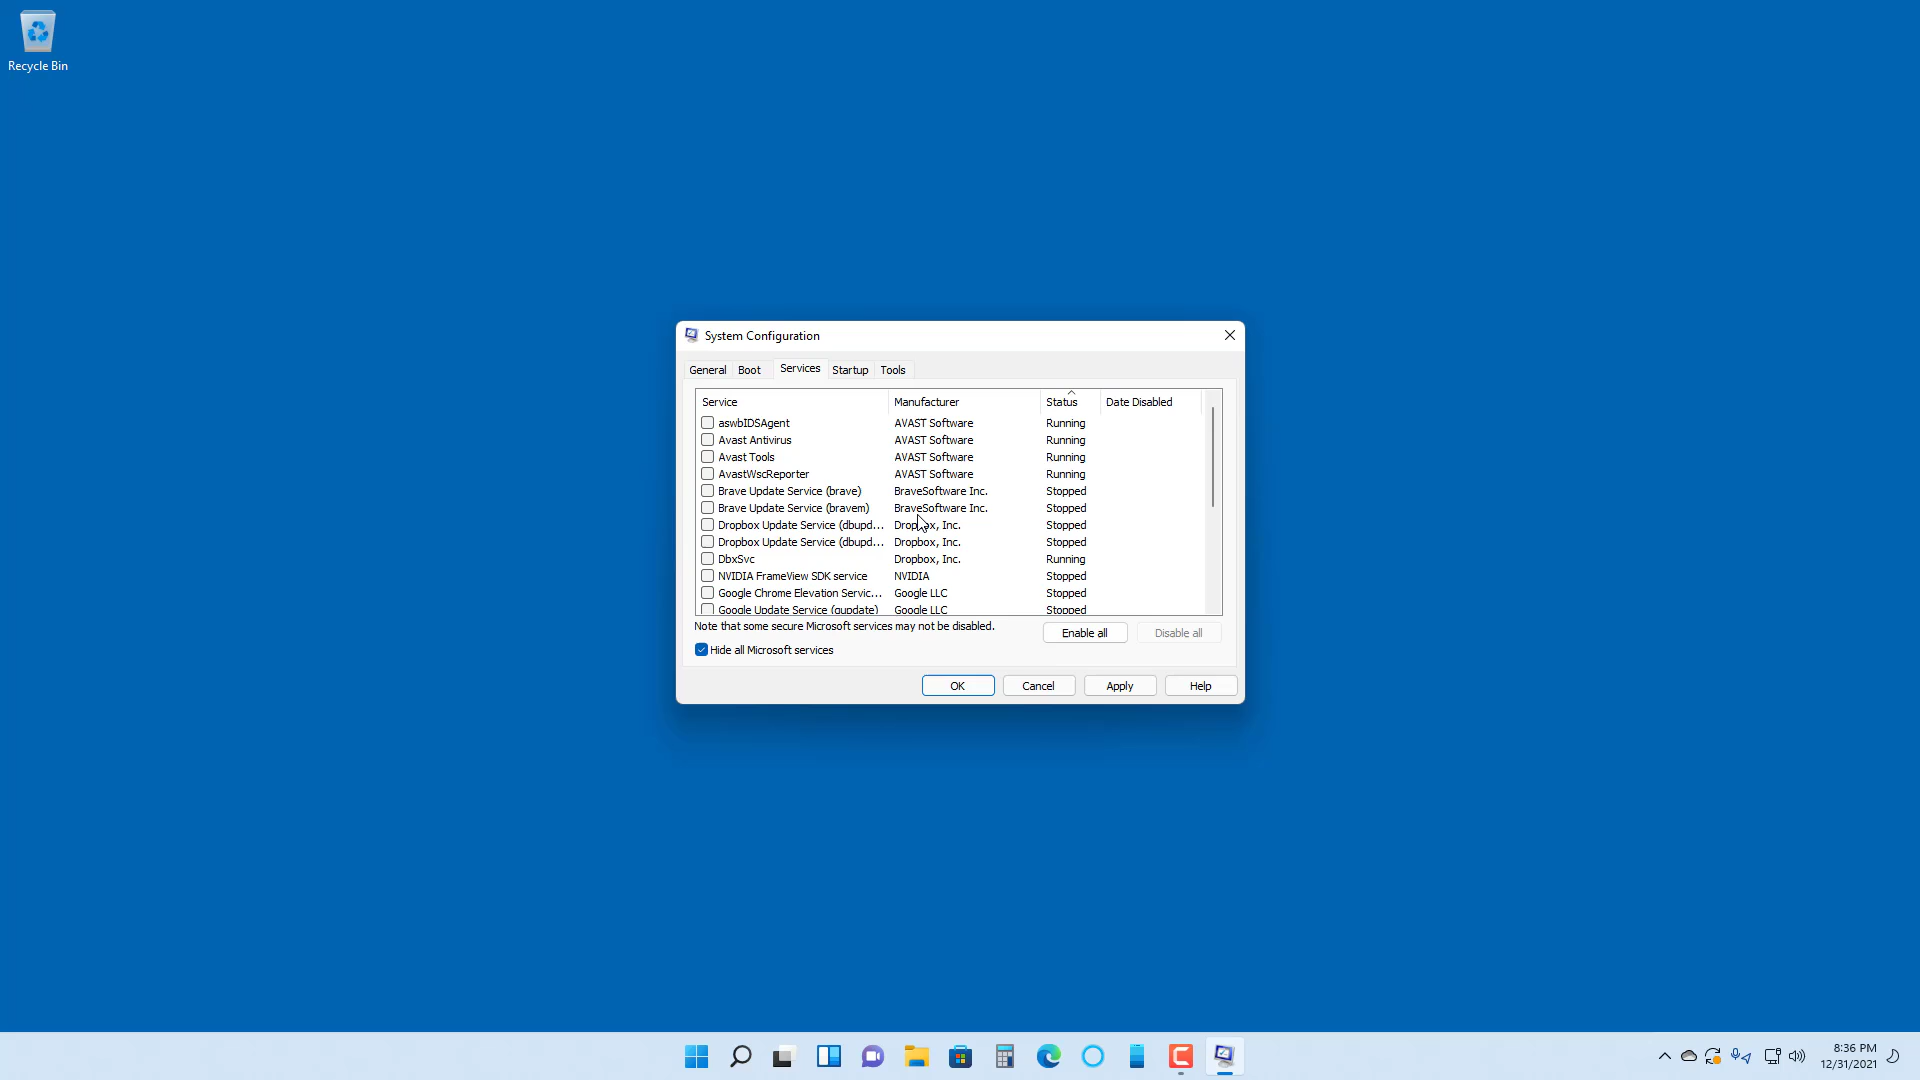 Recycle Bin
System Configuration
General Boot Services Startup Tools
Service Manufacturer Status Date Disabled
aswbIDSAgent AVAST Software Running
Avast Antivirus AVAST Software Running
Avast Tools AVAST Software Running
AvastWscReporter AVAST Software Running
Brave Update Service (brave) BraveSoftware Inc. Stopped
Brave Update Service (bravem) BraveSoftware Inc. Stopped
Dropbox Update Service (dbupd... Dropbox, Inc. Stopped
Dropbox Update Service (dbupd... Dropbox, Inc. Stopped
DbxSvc Dropbox, Inc. Running
NVIDIA FrameView SDK service NVIDIA Stopped
Google Chrome Elevation Servic... Google LLC Stopped
Google Update Service (gupdate) Google LLC Stopped
Note that some secure Microsoft services may not be disabled.
Enable all Disable all
Hide all Microsoft services
OK Cancel Apply Help
8:36 PM
12/31/2021